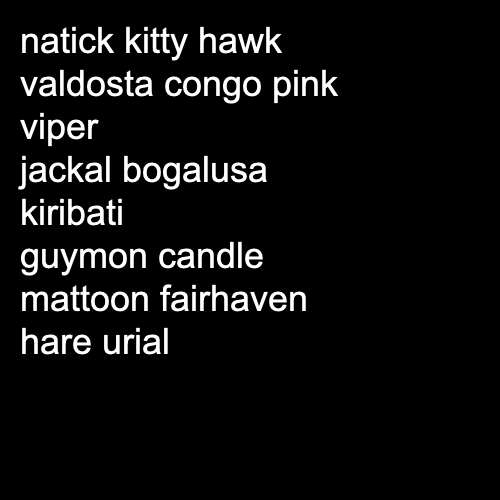 natick kitty hawk
valdosta congo pink
viper
jackal bogalusa
kiribati
guymon candle
mattoon fairhaven
hare urial